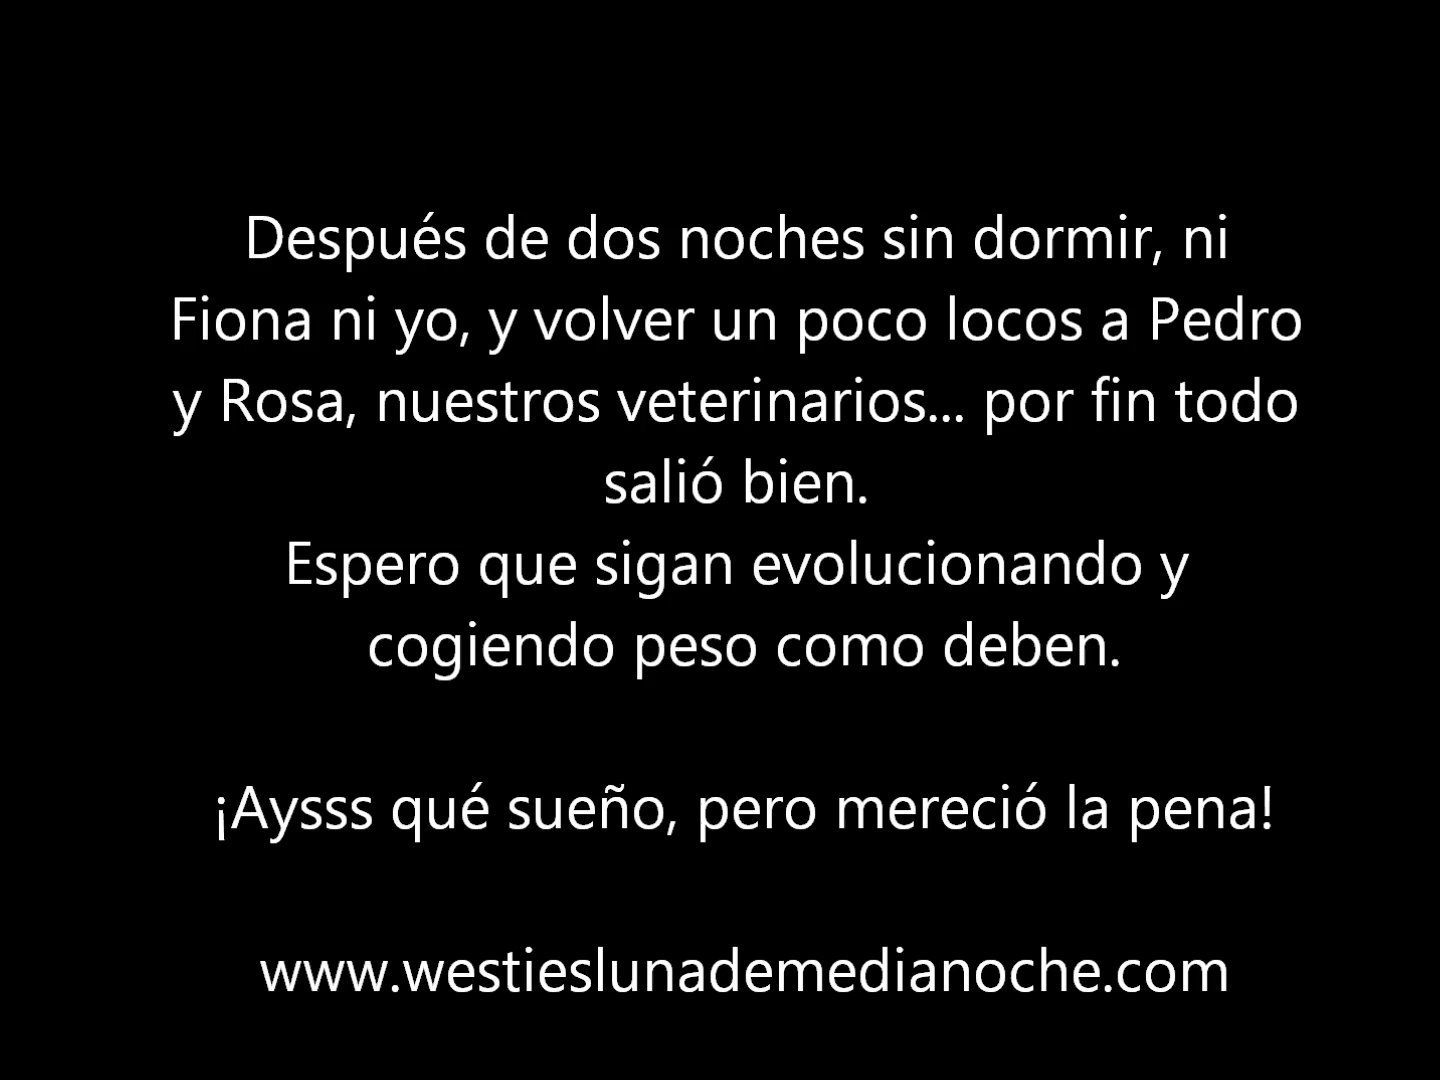 Después de dos noches sin dormir, ni
Fiona ni yo, y volver un poco locos a Pedro
y Rosa, nuestros veterinarios... por fin todo
salió bien.
Espero que sigan evolucionando y
cogiendo peso como deben.
¡Aysss qué sueño, pero mereció la pena!
www.westieslunademedianoche.com